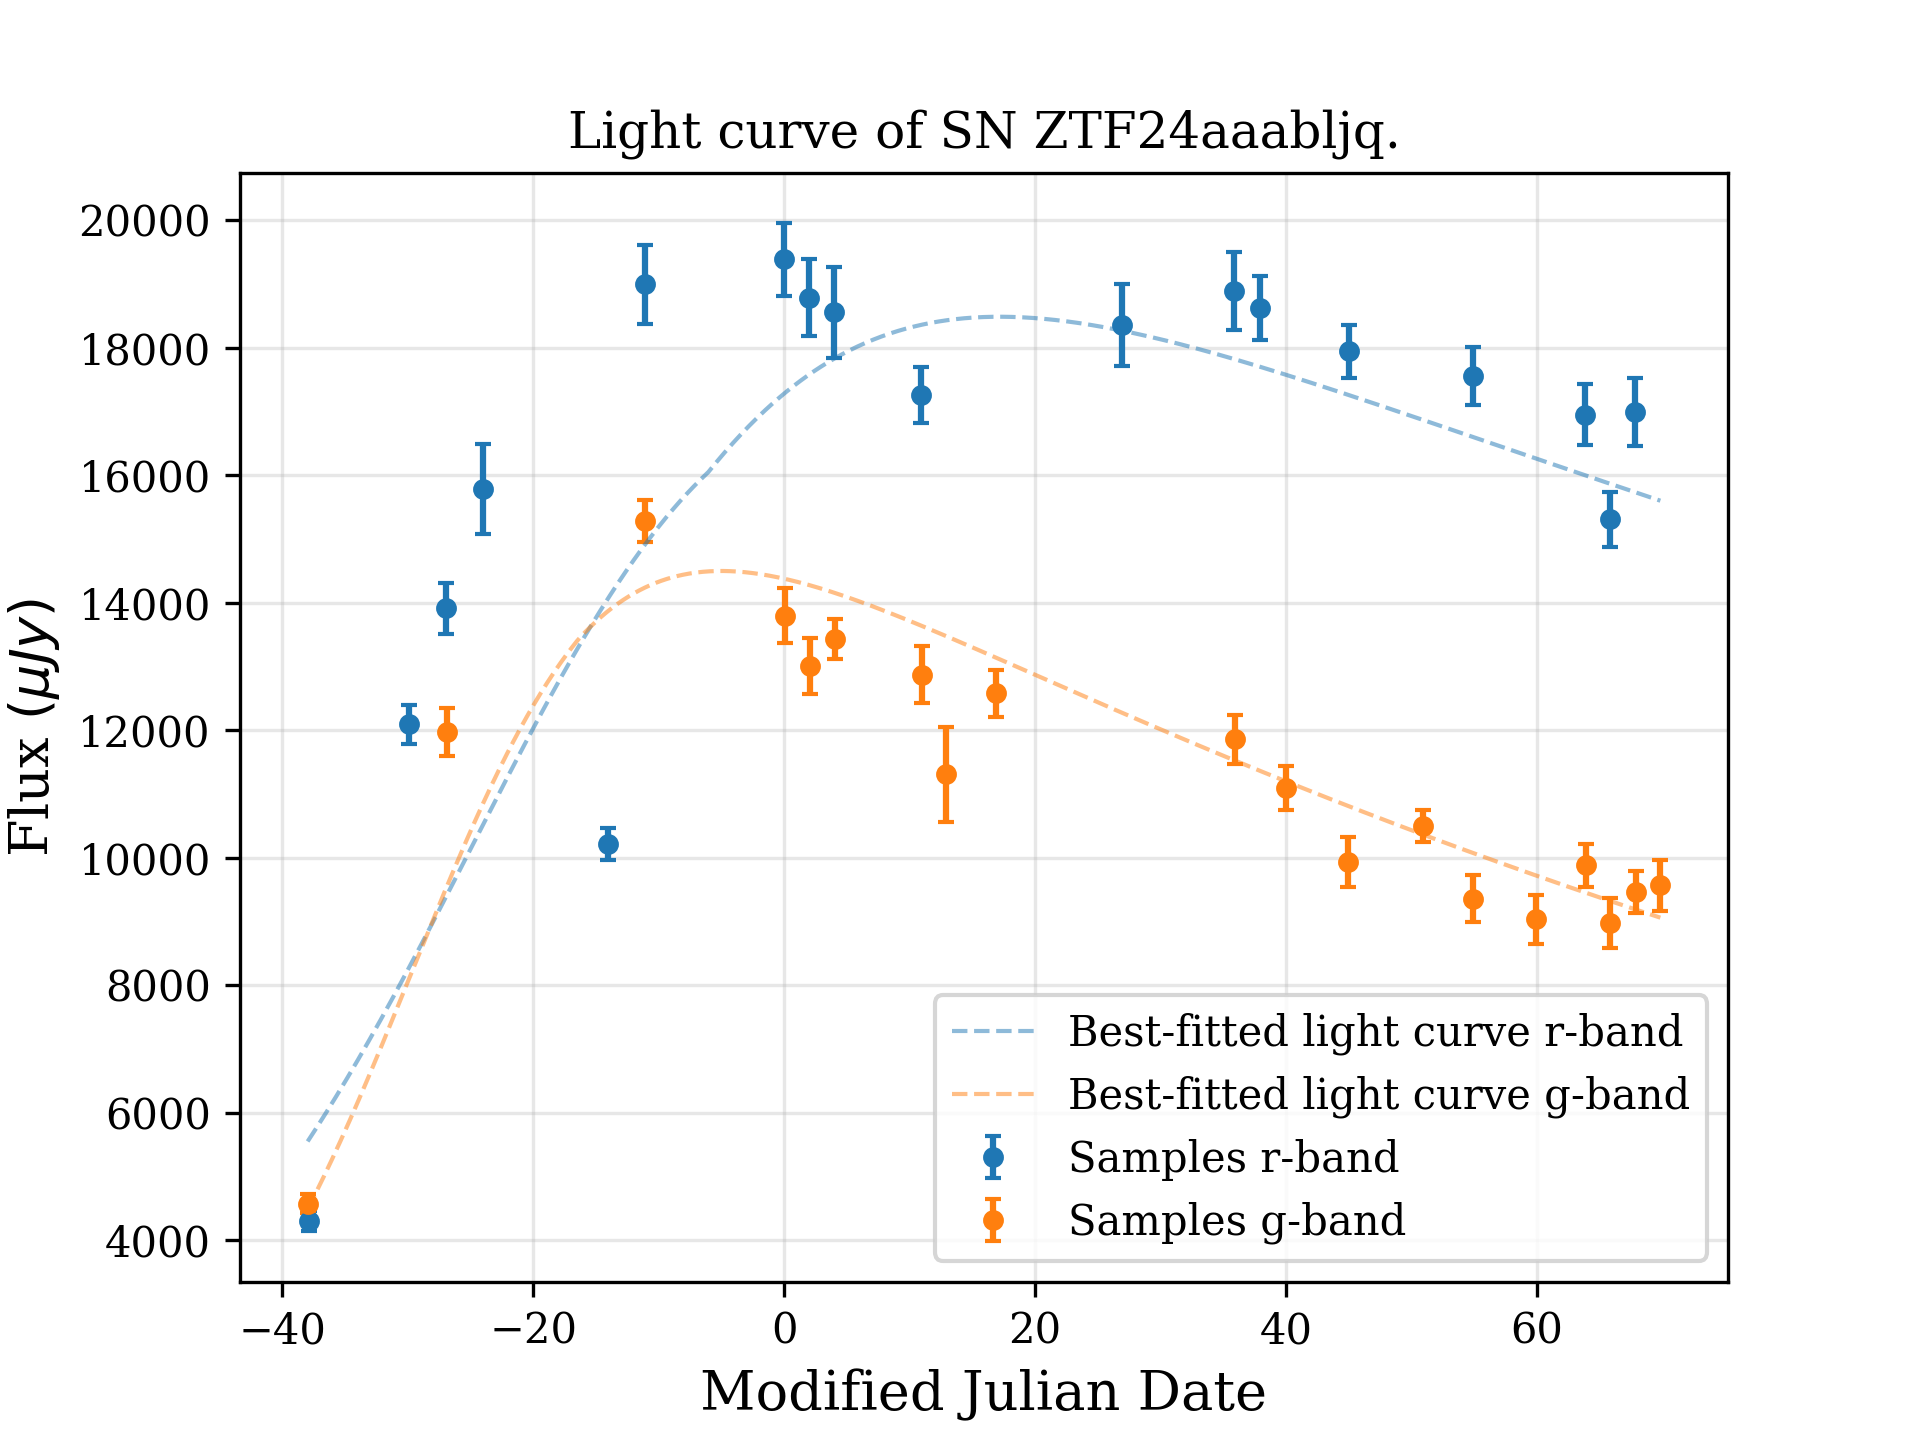 Light curve of SN ZTF24aaabljq.
20000
18000
16000
14000
12000
10000
8000
6000
4000
Flux (μJy)
Best-fitted light curve r-band
Best-fitted light curve g-band
Samples r-band
Samples g-band
−40 −20 0 20 40 60
Modified Julian Date